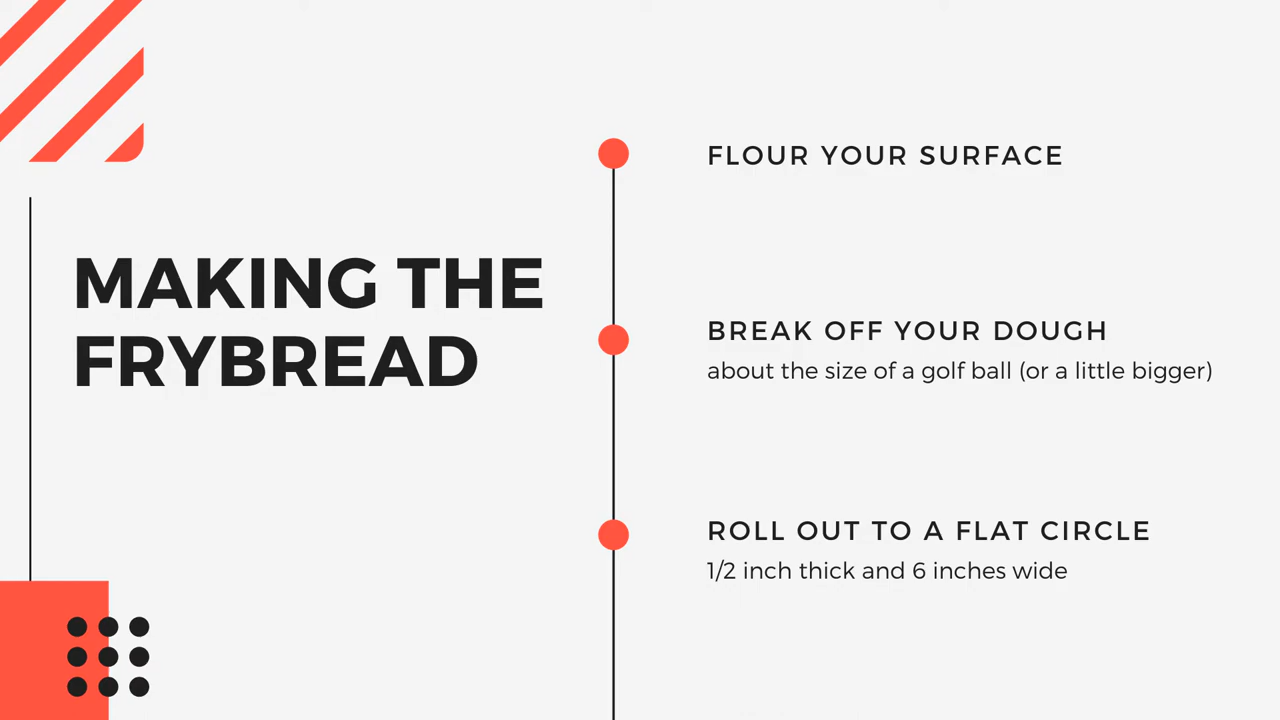 MAKING THE
FRYBREAD
FLOUR YOUR SURFACE
BREAK OFF YOUR DOUGH
about the size of a golf ball (or a little bigger)
ROLL OUT TO A FLAT CIRCLE
1/2 inch thick and 6 inches wide